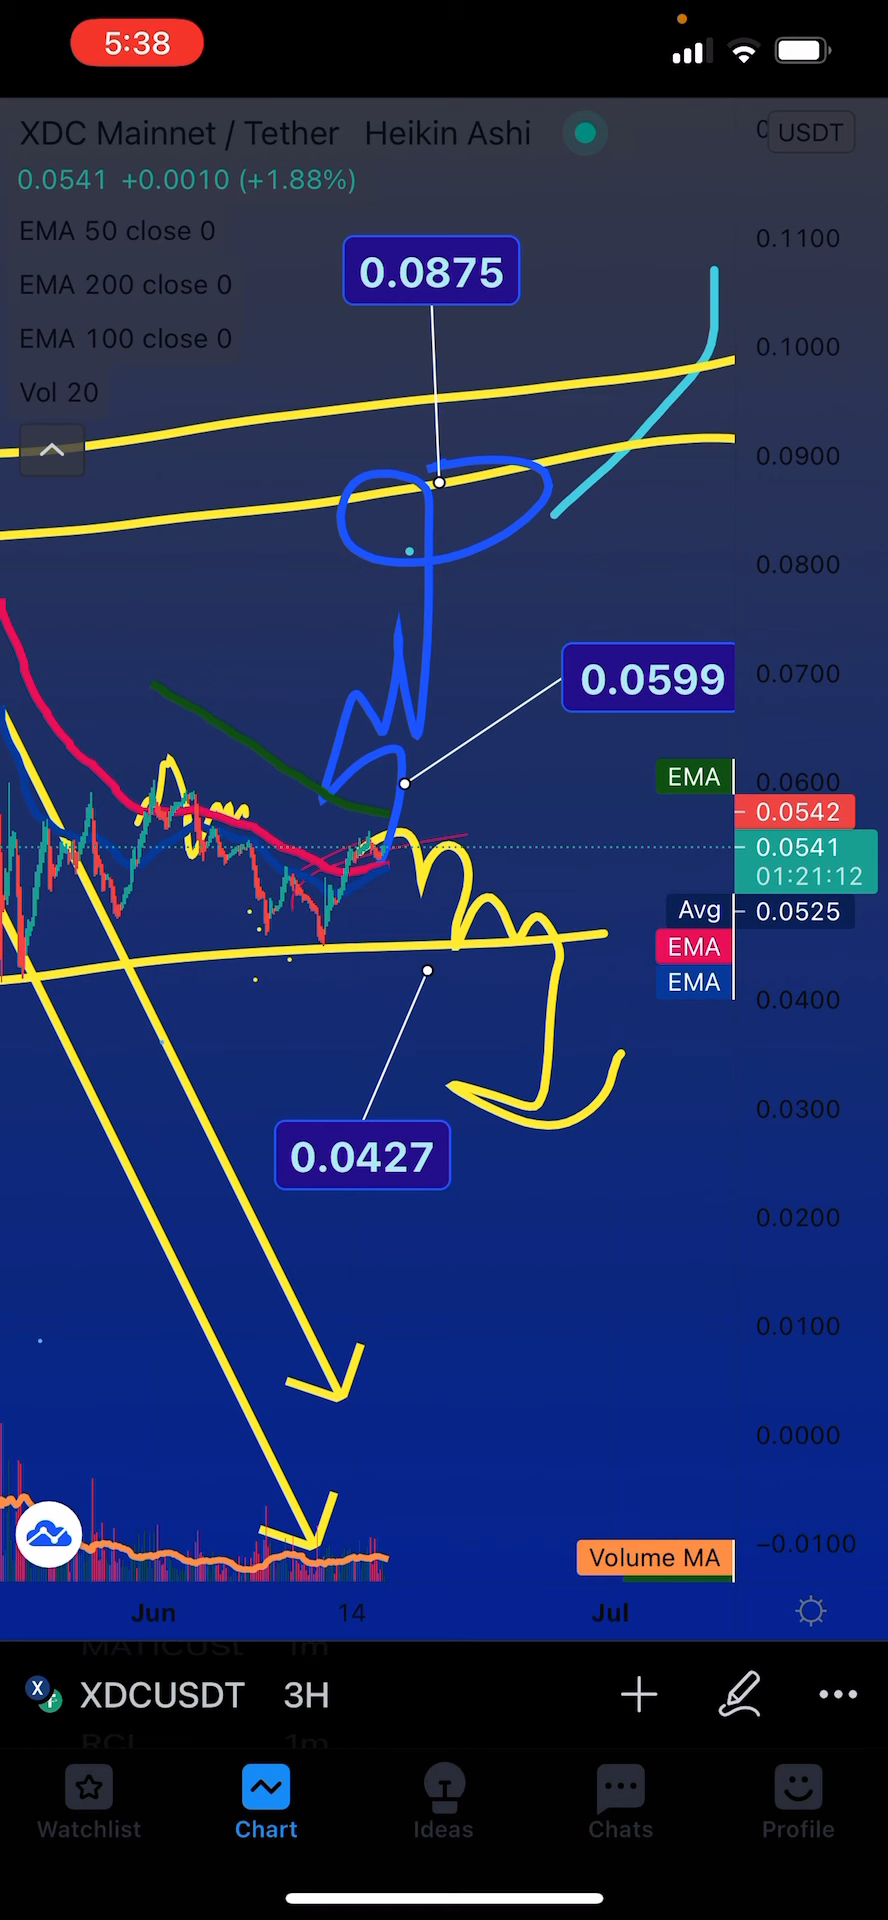 5:38
XDC Mainnet / Tether Heikin Ashi
USDT
0.0541 +0.0010 (+1.88%)
EMA 50 close 0
EMA 200 close 0
EMA 100 close 0
Vol 20
0.0875
0.1100
0.1000
0.0900
0.0800
0.0599
0.0700
EMA
0.0600
0.0542
0.0541
01:21:12
Avg
0.0525
EMA
EMA
0.0400
0.0427
0.0300
0.0200
0.0100
0.0000
Volume MA
−0.0100
Jun 14 Jul
MATICUSt 1m
XDCUSDT 3H
RCL 1m
Watchlist Chart Ideas Chats Profile